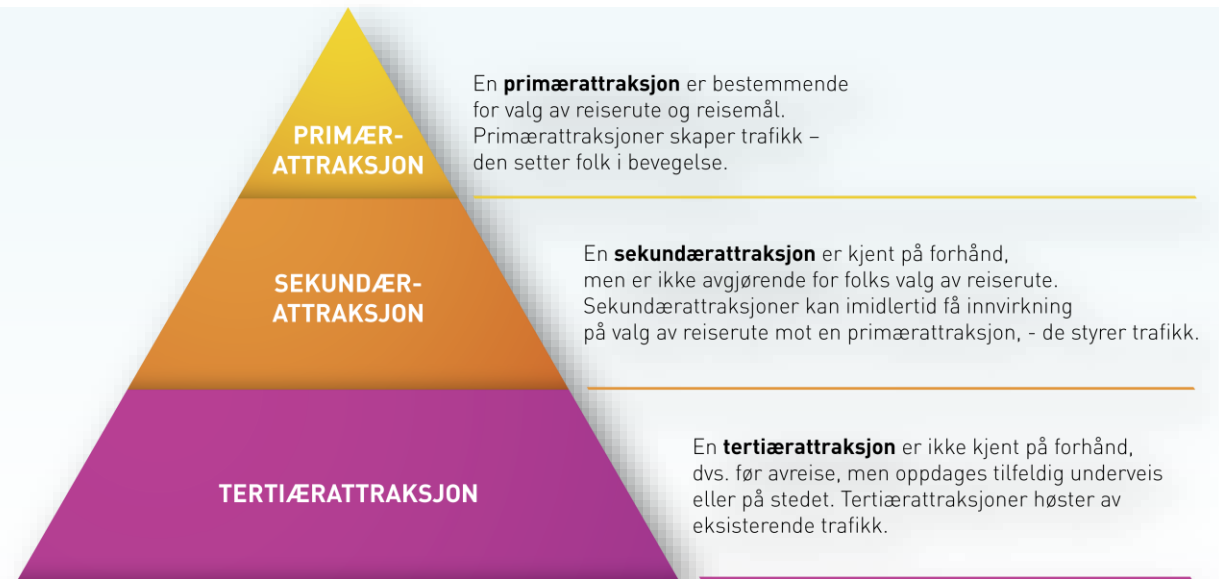 PRIMÆR-
ATTRAKSJON
En primærattraksjon er bestemmende
for valg av reiserute og reisemål.
Primærattraksjoner skaper trafikk –
den setter folk i bevegelse.
SEKUNDÆR-
ATTRAKSJON
En sekundærattraksjon er kjent på forhånd,
men er ikke avgjørende for folks valg av reiserute.
Sekundærattraksjoner kan imidlertid få innvirkning
på valg av reiserute mot en primærattraksjon, - de styrer trafikk.
TERTIÆRATTRAKSJON
En tertiærattraksjon er ikke kjent på forhånd,
dvs. før avreise, men oppdages tilfeldig underveis
eller på stedet. Tertiærattraksjoner høster av
eksisterende trafikk.